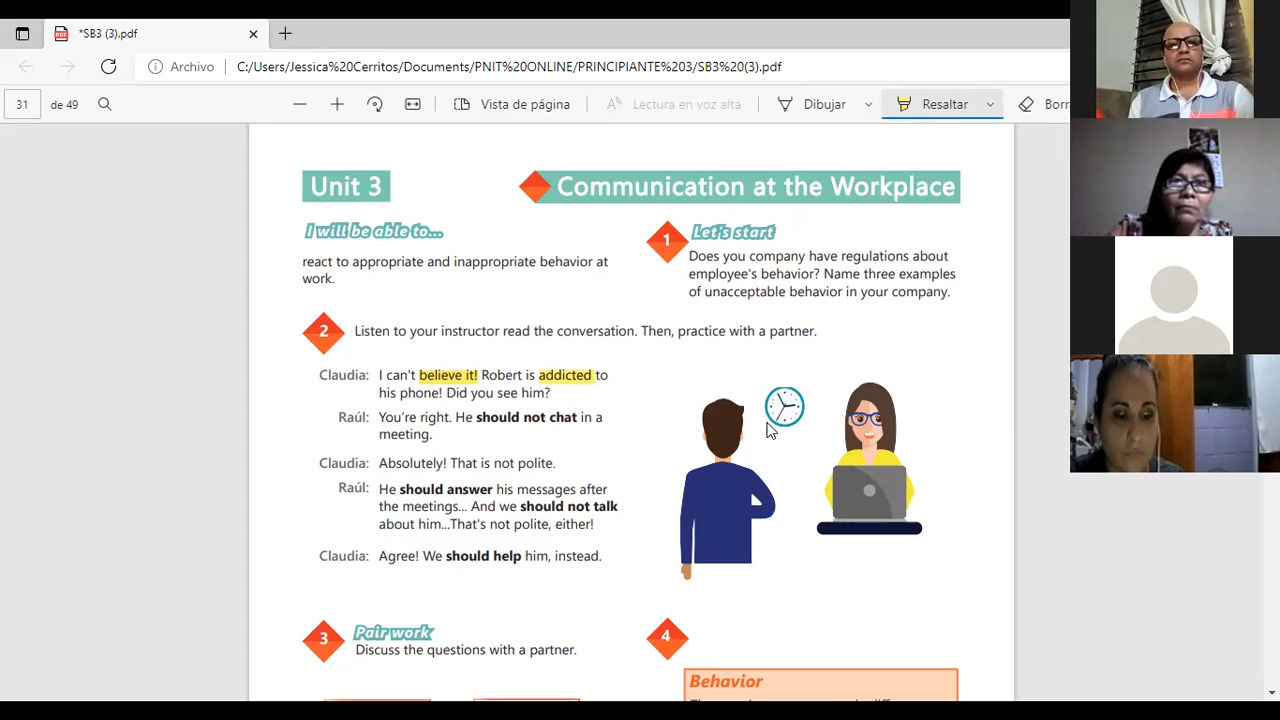 *SB3 (3).pdf
Archivo
C:/Users/Jessica%20Cerritos/Documents/PNIT%20ONLINE/PRINCIPIANTE%203/SB3%20(3).pdf
31 de 49
Vista de página
Lectura en voz alta
Dibujar
Resaltar
Borr
Unit 3
Communication at the Workplace
I will be able to...
react to appropriate and inappropriate behavior at
work.
1 Let's start
Does you company have regulations about
employee's behavior? Name three examples
of unacceptable behavior in your company.
2 Listen to your instructor read the conversation. Then, practice with a partner.
Claudia: I can't believe it! Robert is addicted to
his phone! Did you see him?
Raúl: You're right. He should not chat in a
meeting.
Claudia: Absolutely! That is not polite.
Raúl: He should answer his messages after
the meetings... And we should not talk
about him...That's not polite, either!
Claudia: Agree! We should help him, instead.
3 Pair work
Discuss the questions with a partner.
4
Behavior